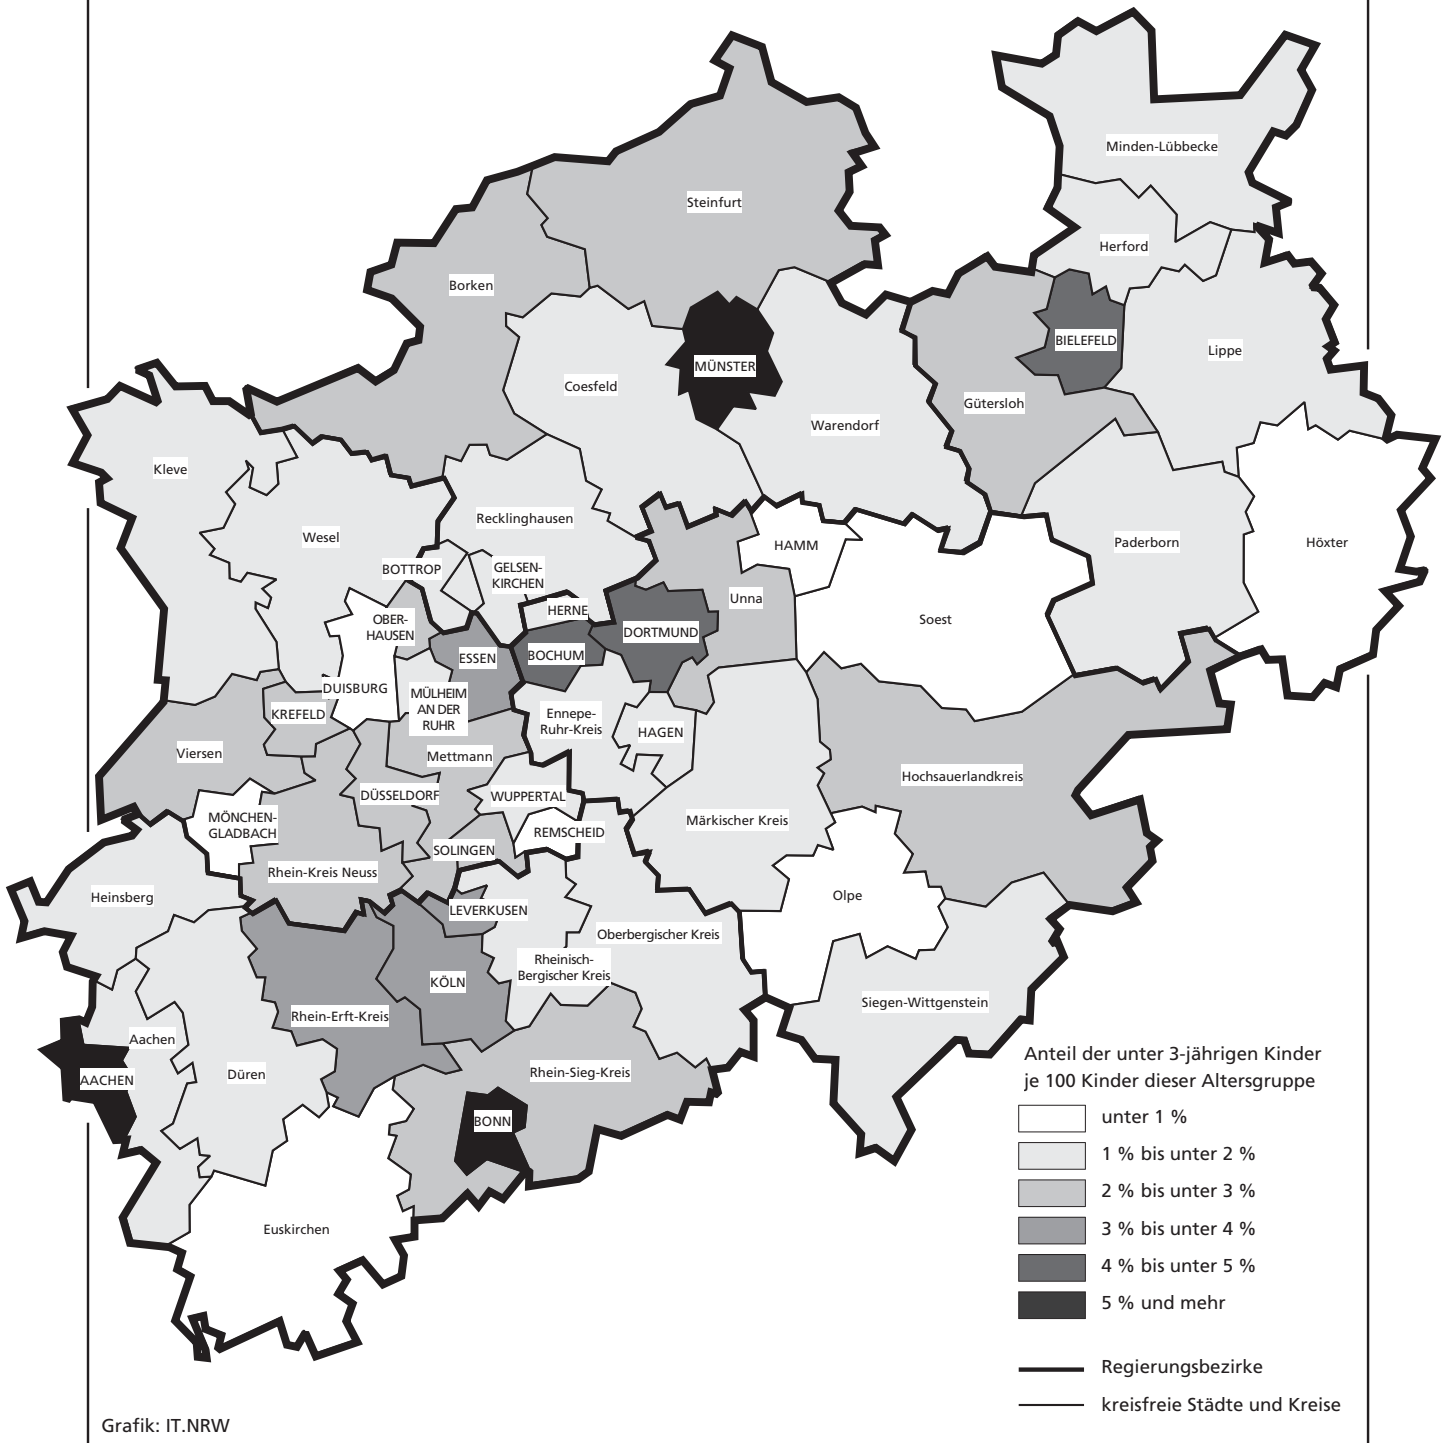 Minden-Lübbecke
Steinfurt
Herford
Borken
BIELEFELD
Lippe
MÜNSTER
Coesfeld
Gütersloh
Warendorf
Kleve
Recklinghausen
Wesel
HAMM
Paderborn
Höxter
BOTTROP
GELSEN-
KIRCHEN
Unna
HERNE
OBER-
HAUSEN
Soest
DORTMUND
ESSEN
BOCHUM
DUISBURG
MÜLHEIM
AN DER
RUHR
KREFELD
Ennepe-
Ruhr-Kreis
HAGEN
Viersen
Mettmann
Hochsauerlandkreis
DÜSSELDORF
WUPPERTAL
MÖNCHEN-
GLADBACH
Märkischer Kreis
REMSCHEID
SOLINGEN
Rhein-Kreis Neuss
Heinsberg
Olpe
LEVERKUSEN
Oberbergischer Kreis
Rheinisch-
Bergischer Kreis
KÖLN
Siegen-Wittgenstein
Rhein-Erft-Kreis
Aachen
AACHEN
Düren
Rhein-Sieg-Kreis
BONN
Euskirchen
Anteil der unter 3-jährigen Kinder
je 100 Kinder dieser Altersgruppe
unter 1 %
1 % bis unter 2 %
2 % bis unter 3 %
3 % bis unter 4 %
4 % bis unter 5 %
5 % und mehr
Regierungsbezirke
kreisfreie Städte und Kreise
Grafik: IT.NRW